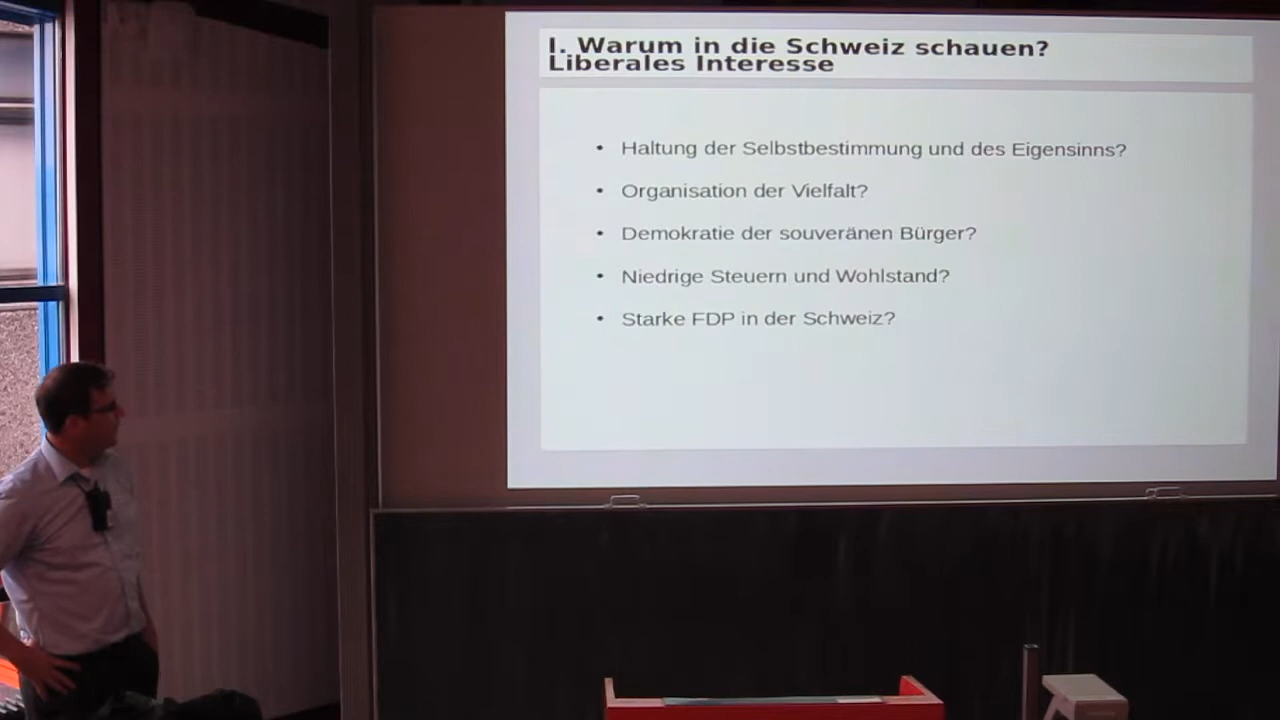 I. Warum in die Schweiz schauen?
Liberales Interesse
• Haltung der Selbstbestimmung und des Eigensinns?
• Organisation der Vielfalt?
• Demokratie der souveränen Bürger?
• Niedrige Steuern und Wohlstand?
• Starke FDP in der Schweiz?